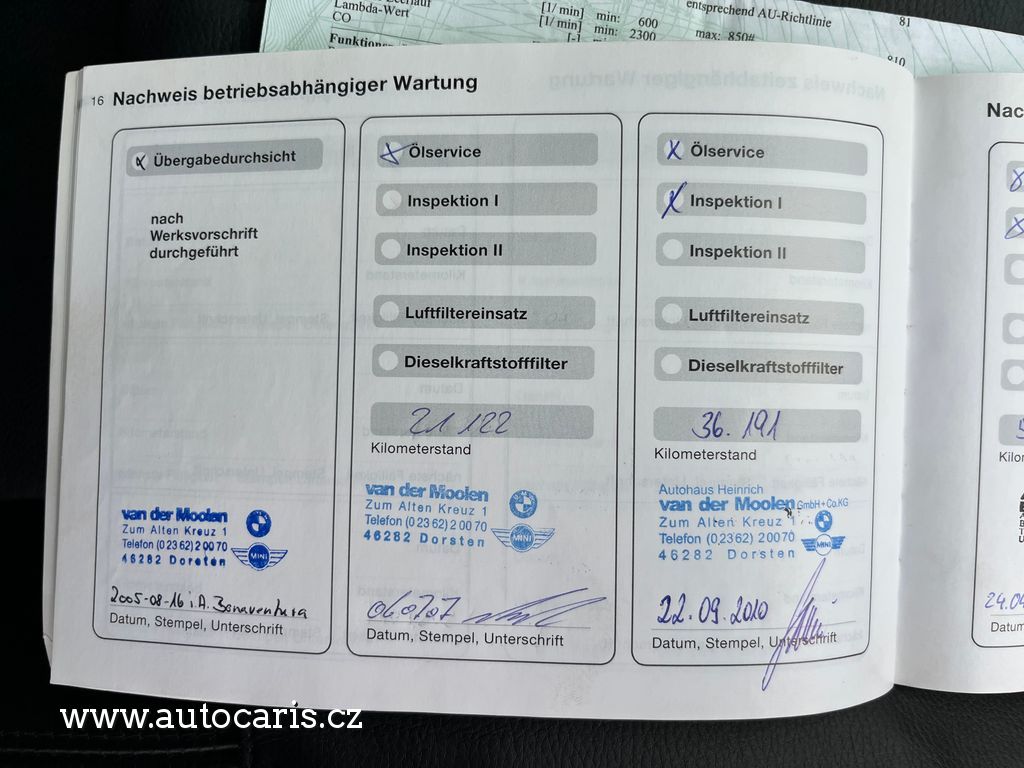 Lambda-Wert
CO
[1/ min] min: 600
[1/ min] min: 2300
[-]
entsprechend AU-Richtlinie
max: 850#
81
16 Nachweis betriebsabhängiger Wartung
x Übergabedurchsicht
nach
Werksvorschrift
durchgeführt
van der Moolen
Zum Alten Kreuz 1
Telefon (0 23 62) 2 00 70
46282 Dorsten
MINI
2005-08-16 i.A. Bonaventura
Datum, Stempel, Unterschrift
x Ölservice
Inspektion I
Inspektion II
Luftfiltereinsatz
Dieselkraftstofffilter
21 122
Kilometerstand
van der Moolen
Zum Alten Kreuz 1
Telefon (0 23 62) 2 00 70
46282 Dorsten
MINI
060707
Datum, Stempel, Unterschrift
x Ölservice
x Inspektion I
Inspektion II
Luftfiltereinsatz
Dieselkraftstofffilter
36.191
Kilometerstand
Autohaus Heinrich
van der Moolen GmbH+Co.KG
Zum Alten Kreuz 1
Telefon (0,23 62) 2 00 70
46282 Dorsten
MINI
22.09.2010
Datum, Stempel, Unterschrift
Nac
Kilom
24.09
Datum
www.autocaris.cz